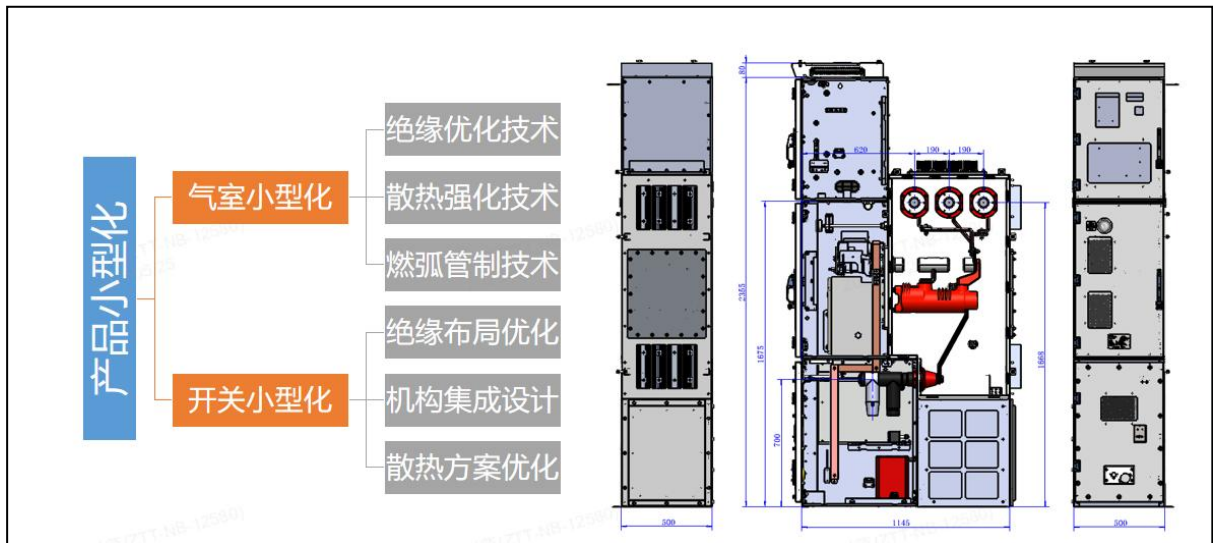 产品小型化
气室小型化
绝缘优化技术
散热强化技术
燃弧管制技术
开关小型化
绝缘布局优化
机构集成设计
散热方案优化
80
620
190
190
2355
1675
1668
700
500
1145
500